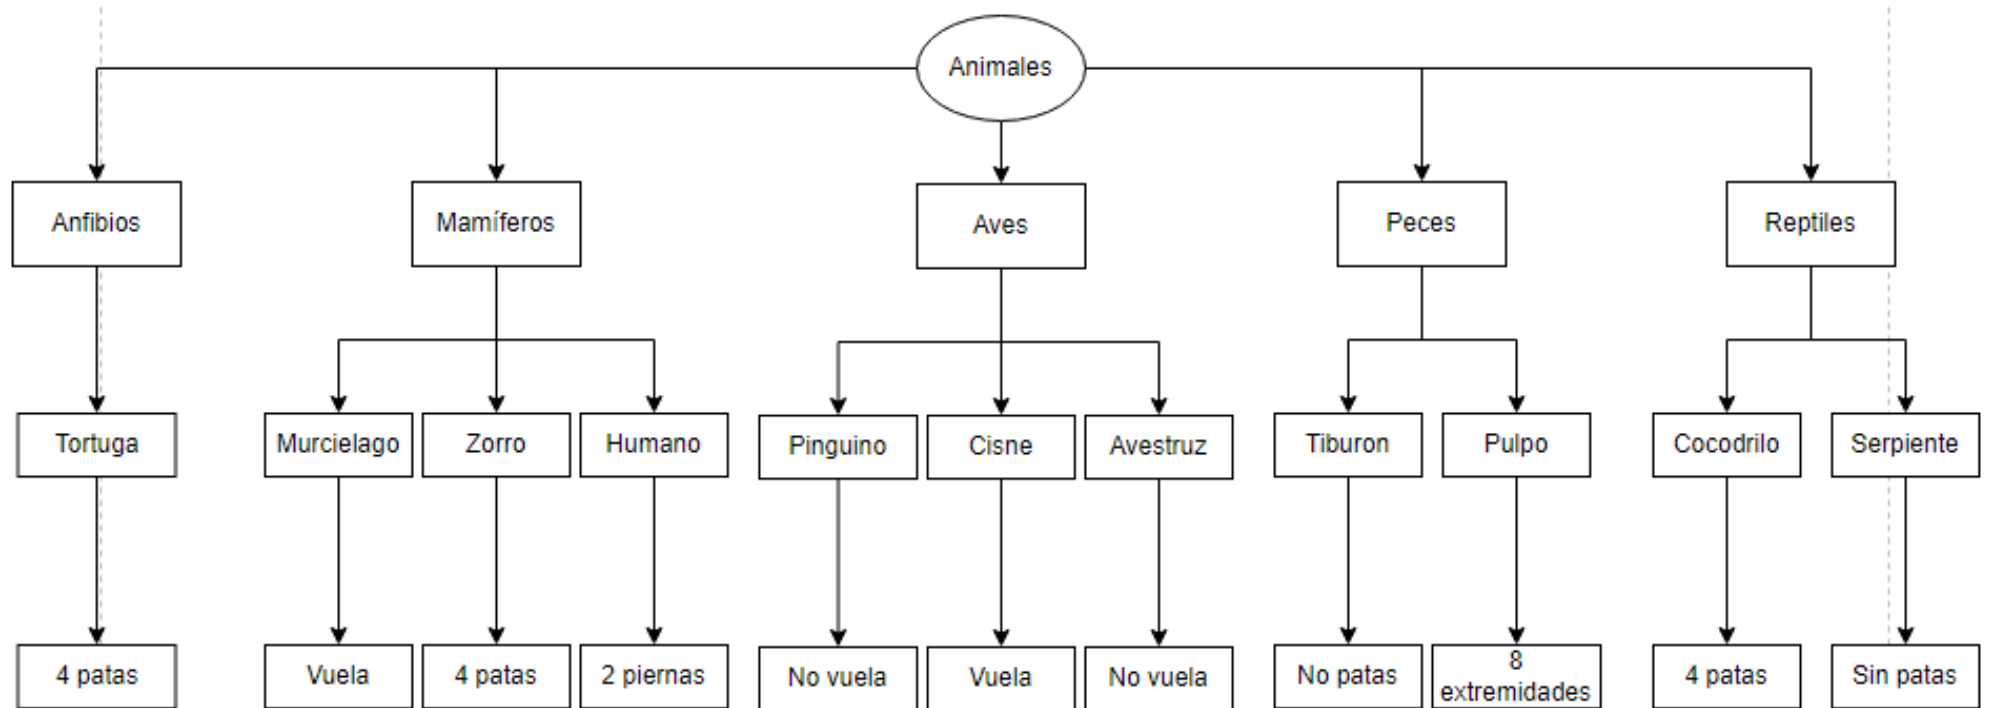 Animales
Anfibios
Mamíferos
Aves
Peces
Reptiles
Tortuga
Murcielago
Zorro
Humano
Pinguino
Cisne
Avestruz
Tiburon
Pulpo
Cocodrilo
Serpiente
4 patas
Vuela
4 patas
2 piernas
No vuela
Vuela
No vuela
No patas
8
extremidades
4 patas
Sin patas